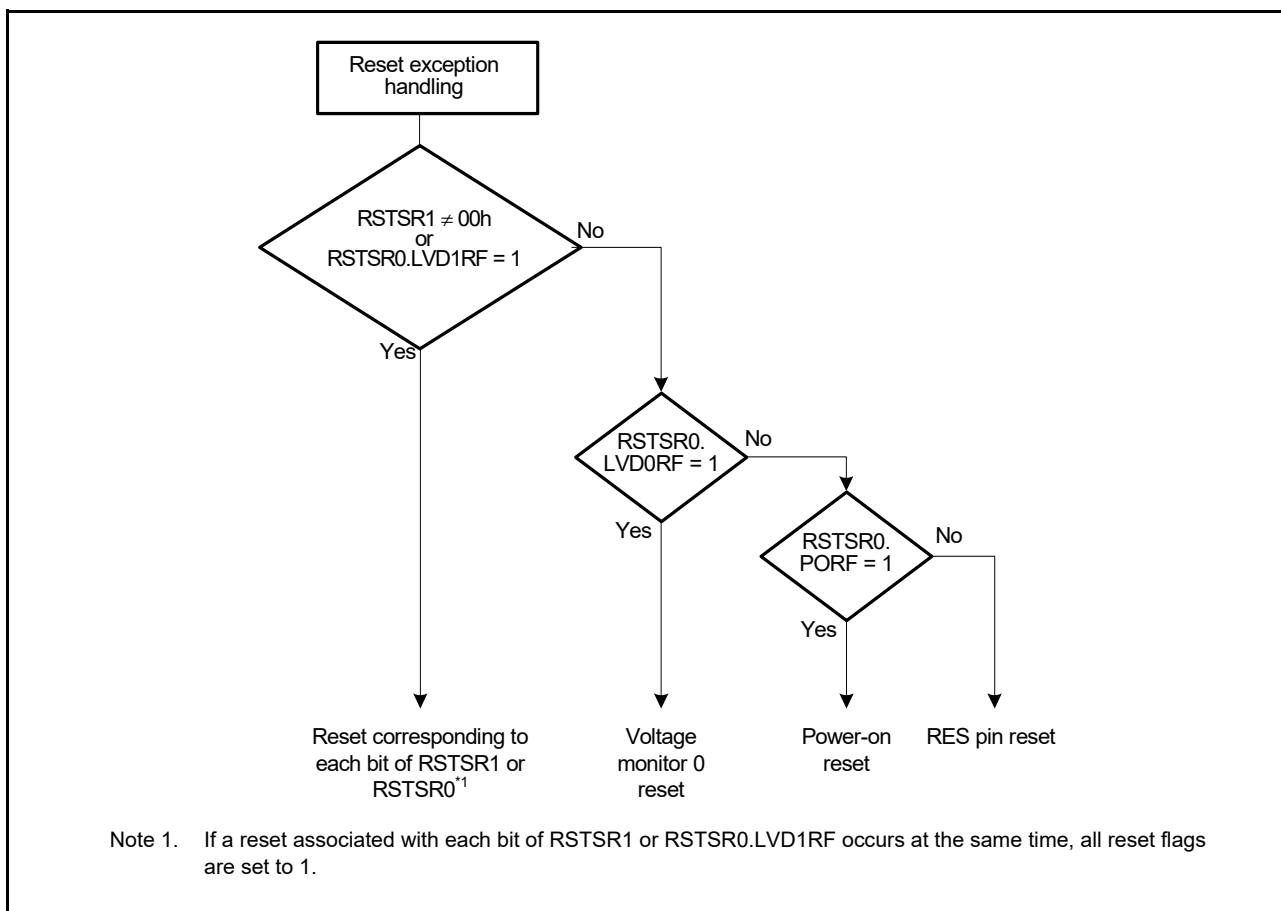 Reset exception
handling
RSTSR1 ≠ 00h
or
RSTSR0.LVD1RF = 1
No
Yes
RSTSR0.
LVD0RF = 1
No
Yes
RSTSR0.
PORF = 1
No
Yes
Reset corresponding to
each bit of RSTSR1 or
RSTSR0*1
Voltage
monitor 0
reset
Power-on
reset
RES pin reset
Note 1. If a reset associated with each bit of RSTSR1 or RSTSR0.LVD1RF occurs at the same time, all reset flags
are set to 1.